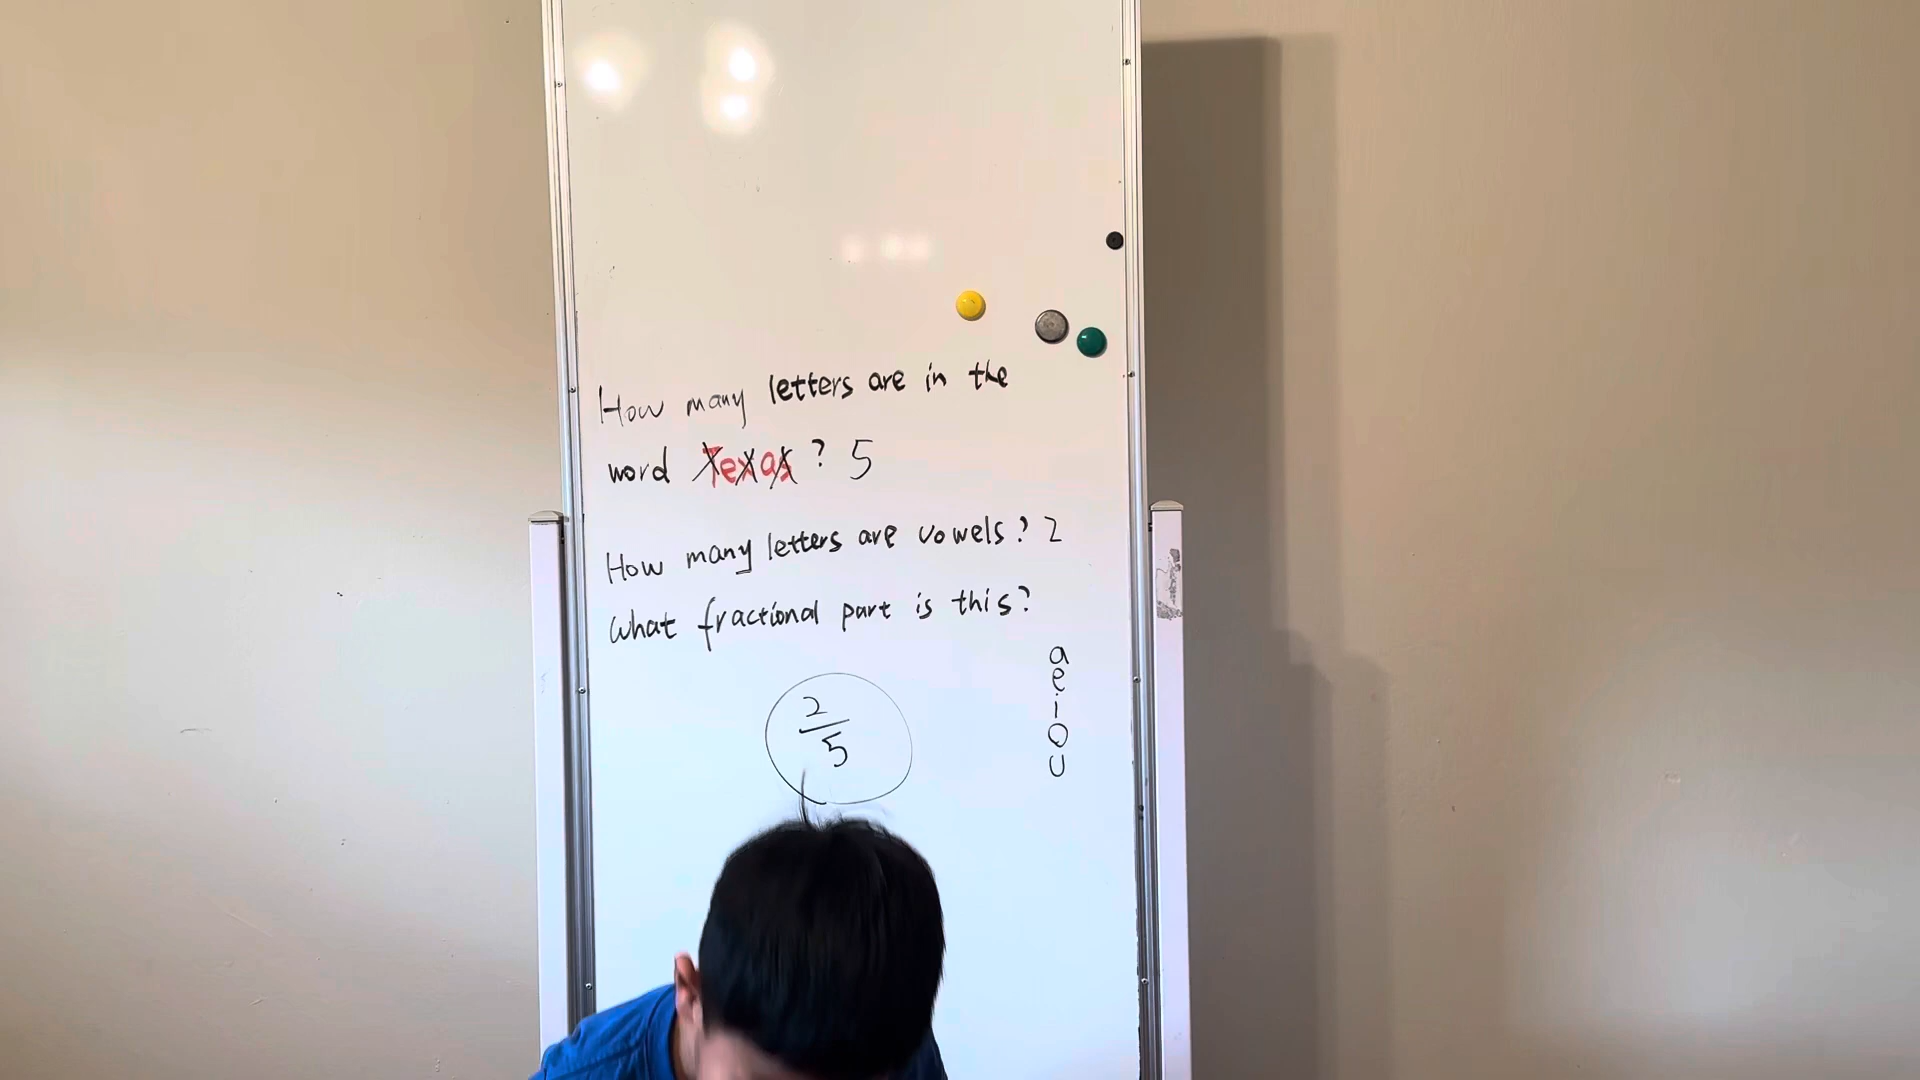 How many letters are in the
word Texas? 5
How many letters are vowels? 2
what fractional part is this?
2/5
a
e
i
o
u